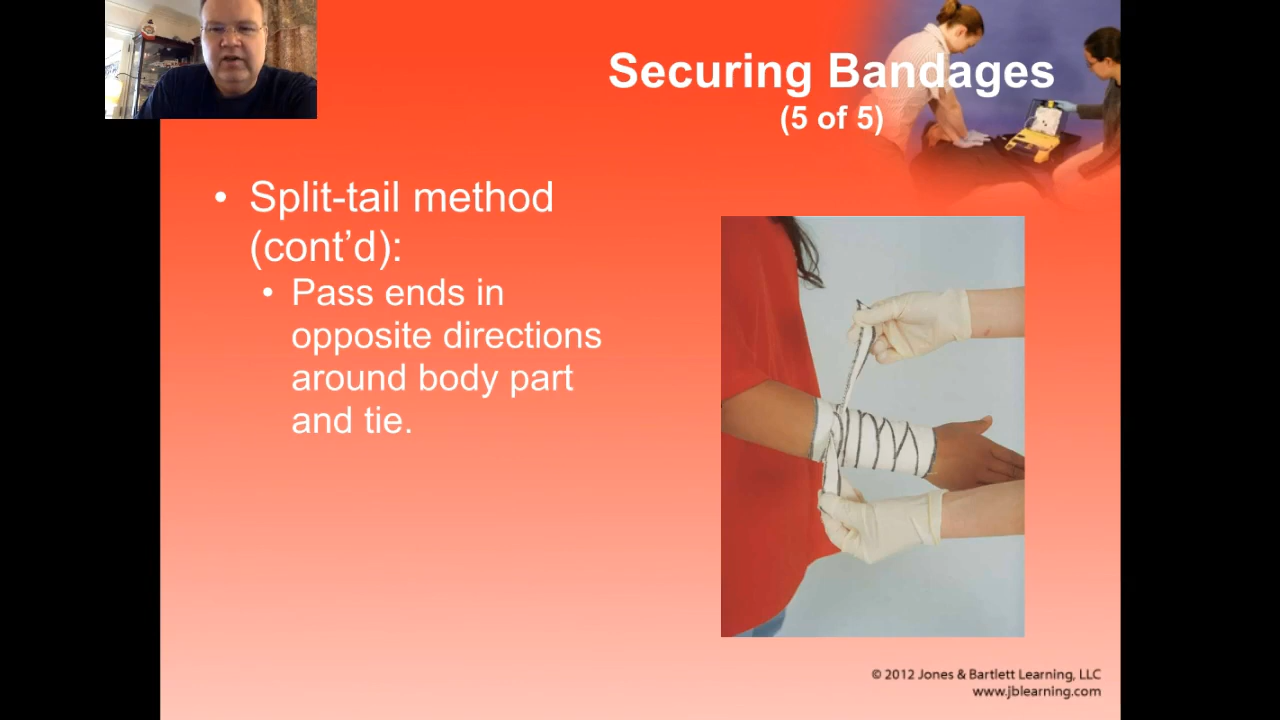 Securing Bandages
(5 of 5)
• Split-tail method
(cont’d):
• Pass ends in
opposite directions
around body part
and tie.
© 2012 Jones & Bartlett Learning, LLC
www.jblearning.com